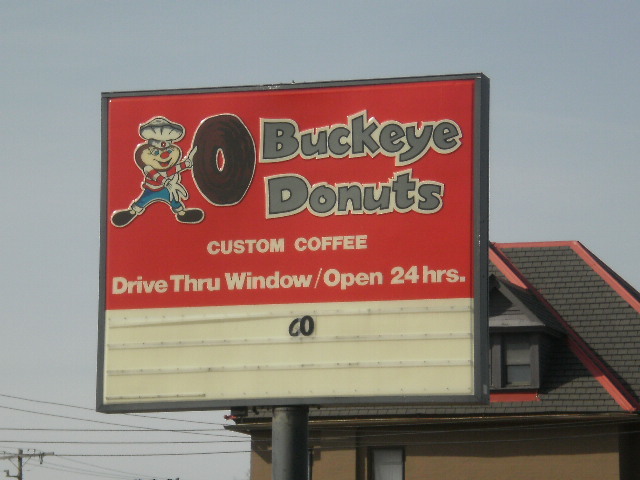 Buckeye
Donuts
CUSTOM COFFEE
Drive Thru Window/Open 24 hrs.
CO